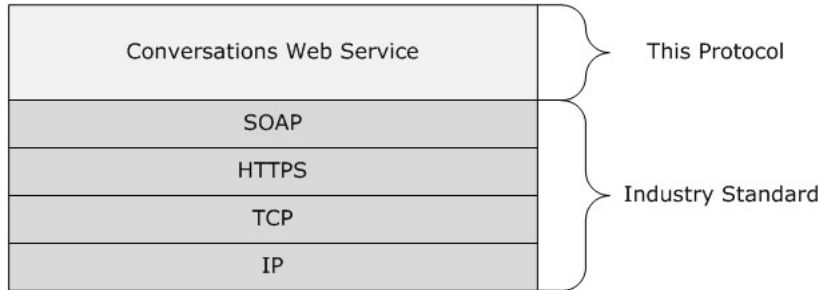 Conversations Web Service
This Protocol
SOAP
HTTPS
TCP
IP
Industry Standard